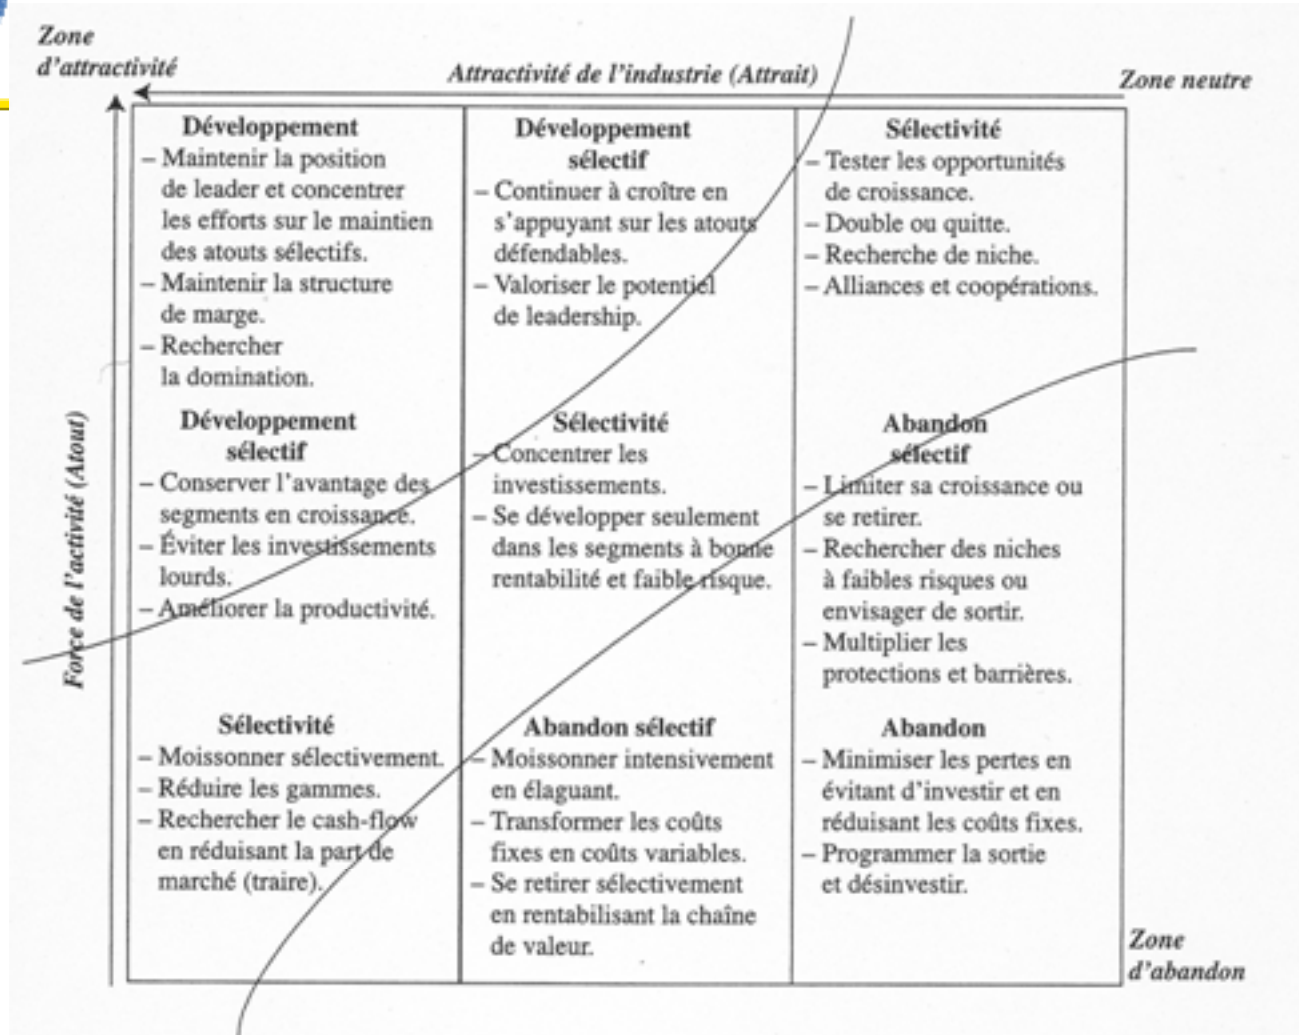 Zone
d'attractivité
Attractivité de l'industrie (Attrait)
Zone neutre
Force de l'activité (Atout)
Développement
– Maintenir la position
de leader et concentrer
les efforts sur le maintien
des atouts sélectifs.
– Maintenir la structure
de marge.
– Rechercher
la domination.
Développement
sélectif
– Continuer à croître en
s'appuyant sur les atouts
défendables.
– Valoriser le potentiel
de leadership.
Sélectivité
– Tester les opportunités
de croissance.
– Double ou quitte.
– Recherche de niche.
– Alliances et coopérations.
Développement
sélectif
– Conserver l'avantage des
segments en croissance.
– Éviter les investissements
lourds.
– Améliorer la productivité.
Sélectivité
– Concentrer les
investissements.
– Se développer seulement
dans les segments à bonne
rentabilité et faible risque.
Abandon
sélectif
– Limiter sa croissance ou
se retirer.
– Rechercher des niches
à faibles risques ou
envisager de sortir.
– Multiplier les
protections et barrières.
Sélectivité
– Moissonner sélectivement.
– Réduire les gammes.
– Rechercher le cash-flow
en réduisant la part de
marché (traire).
Abandon sélectif
– Moissonner intensivement
en élaguant.
– Transformer les coûts
fixes en coûts variables.
– Se retirer sélectivement
en rentabilisant la chaîne
de valeur.
Abandon
– Minimiser les pertes en
évitant d'investir et en
réduisant les coûts fixes.
– Programmer la sortie
et désinvestir.
Zone
d'abandon